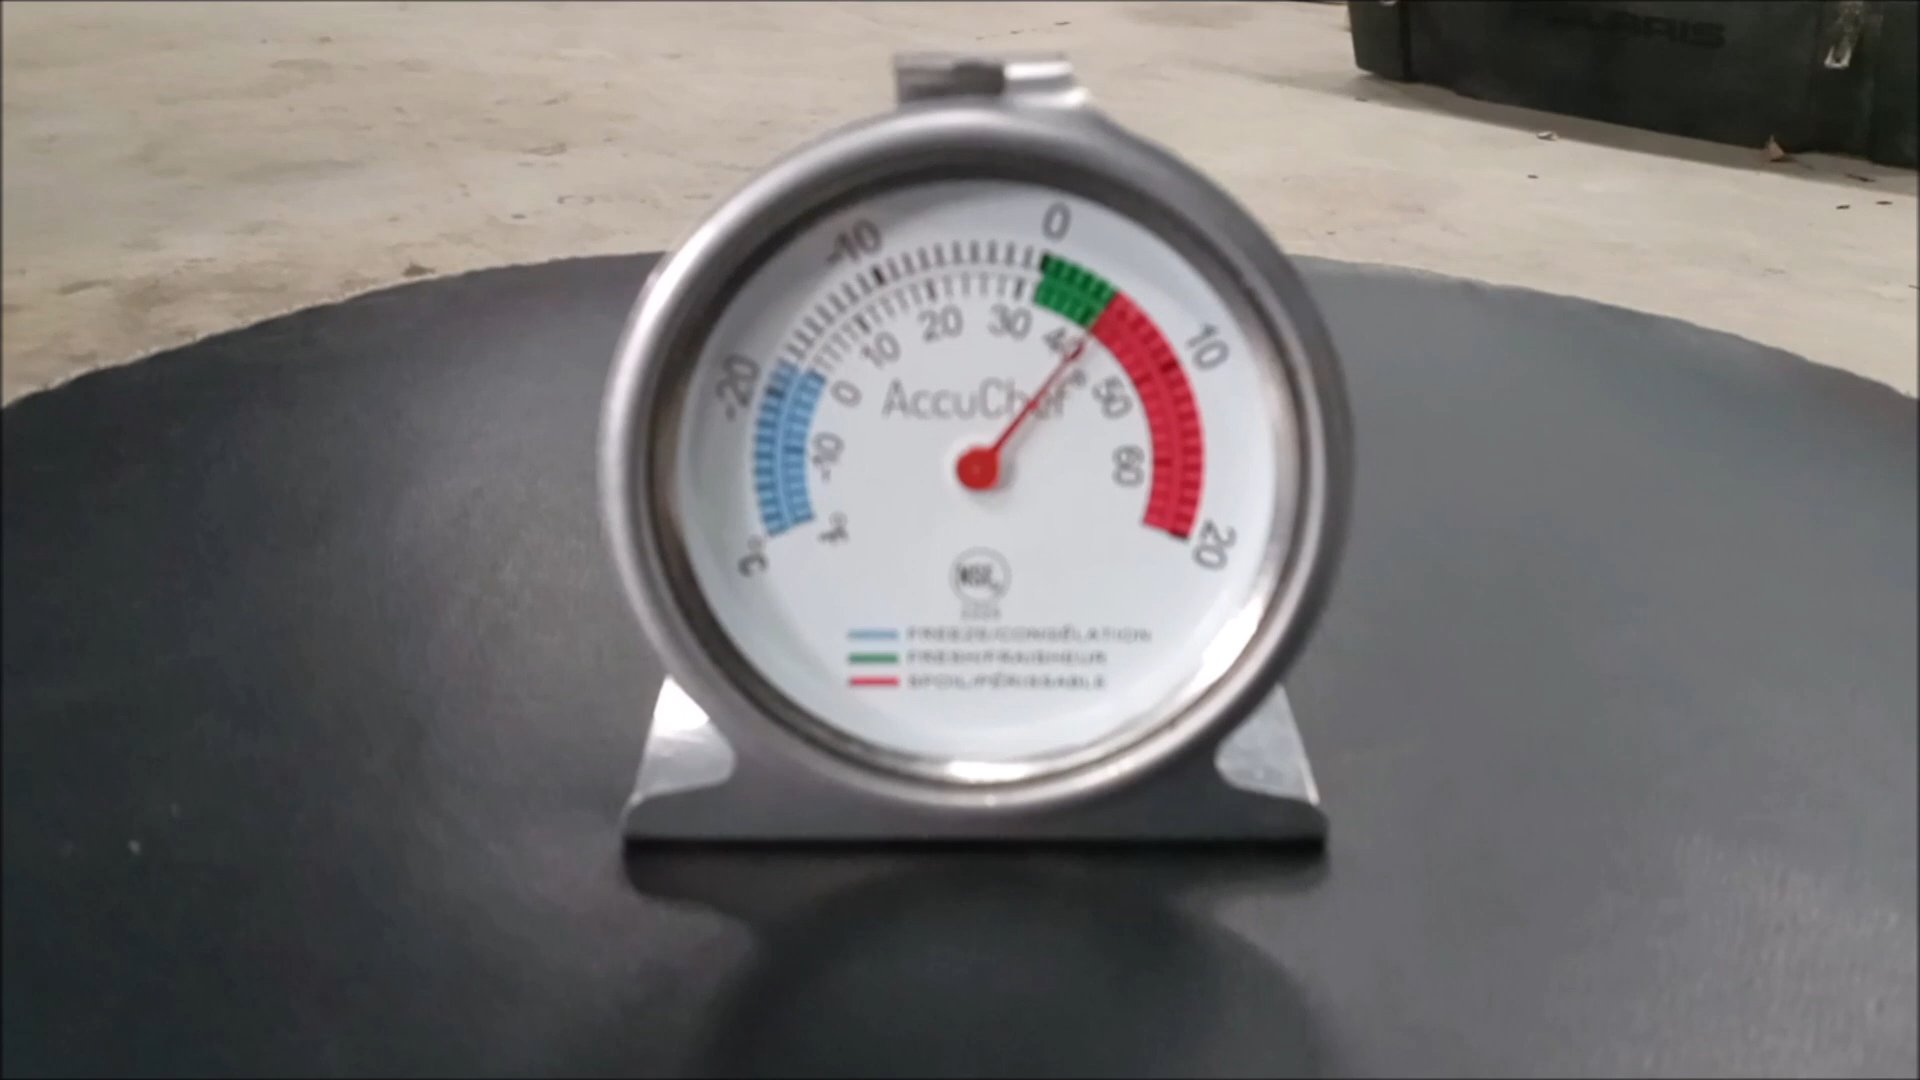 0
-10
10
-20
20
20
30
10
40
0
50
-10
60
°F
°C
AccuChef®
NSF®
FREEZE/CONGÉLATION
FRESH/FRAÎCHEUR
SPOIL/PÉRISSABLE